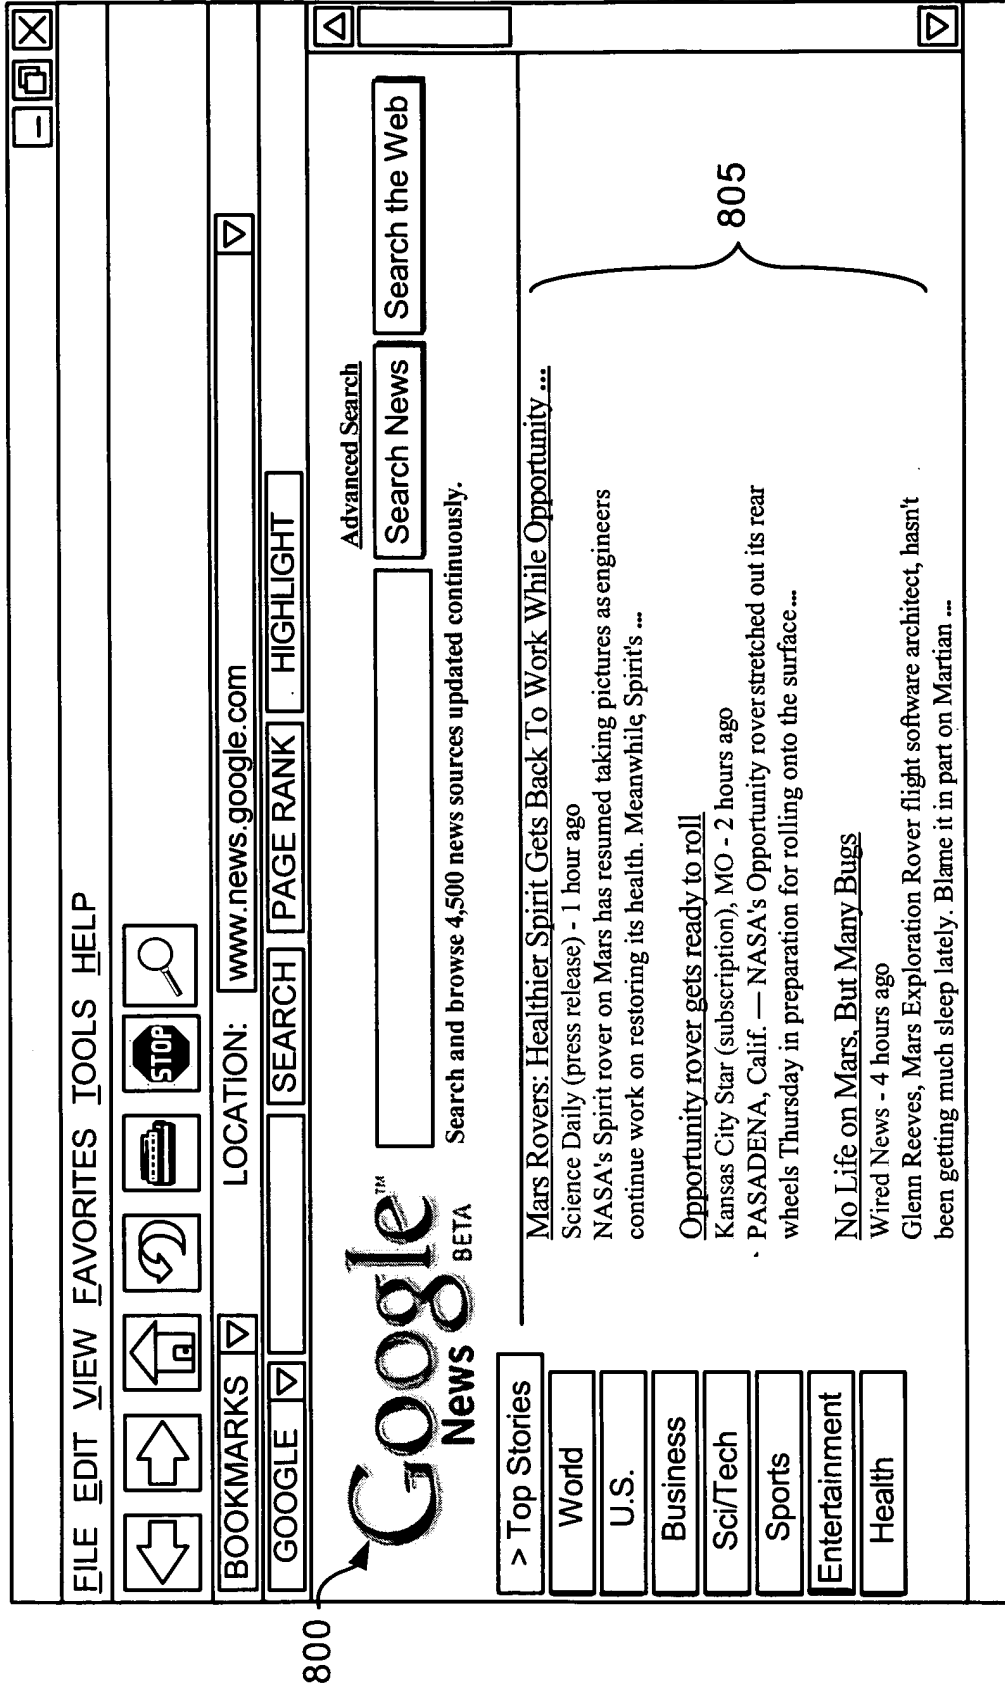 FILE EDIT VIEW FAVORITES TOOLS HELP
STOP
BOOKMARKS LOCATION: www.news.google.com
GOOGLE SEARCH PAGE RANK HIGHLIGHT
800
Advanced Search
Google™ Search News Search the Web
News BETA Search and browse 4,500 news sources updated continuously.
> Top Stories
World
U.S.
Business
Sci/Tech
Sports
Entertainment
Health
Mars Rovers: Healthier Spirit Gets Back To Work While Opportunity ...
Science Daily (press release) - 1 hour ago
NASA's Spirit rover on Mars has resumed taking pictures as engineers
continue work on restoring its health. Meanwhile, Spirit's ...
Opportunity rover gets ready to roll
Kansas City Star (subscription), MO - 2 hours ago
PASADENA, Calif. — NASA's Opportunity rover stretched out its rear
wheels Thursday in preparation for rolling onto the surface...
No Life on Mars, But Many Bugs
Wired News - 4 hours ago
Glenn Reeves, Mars Exploration Rover flight software architect, hasn't
been getting much sleep lately. Blame it in part on Martian ...
805